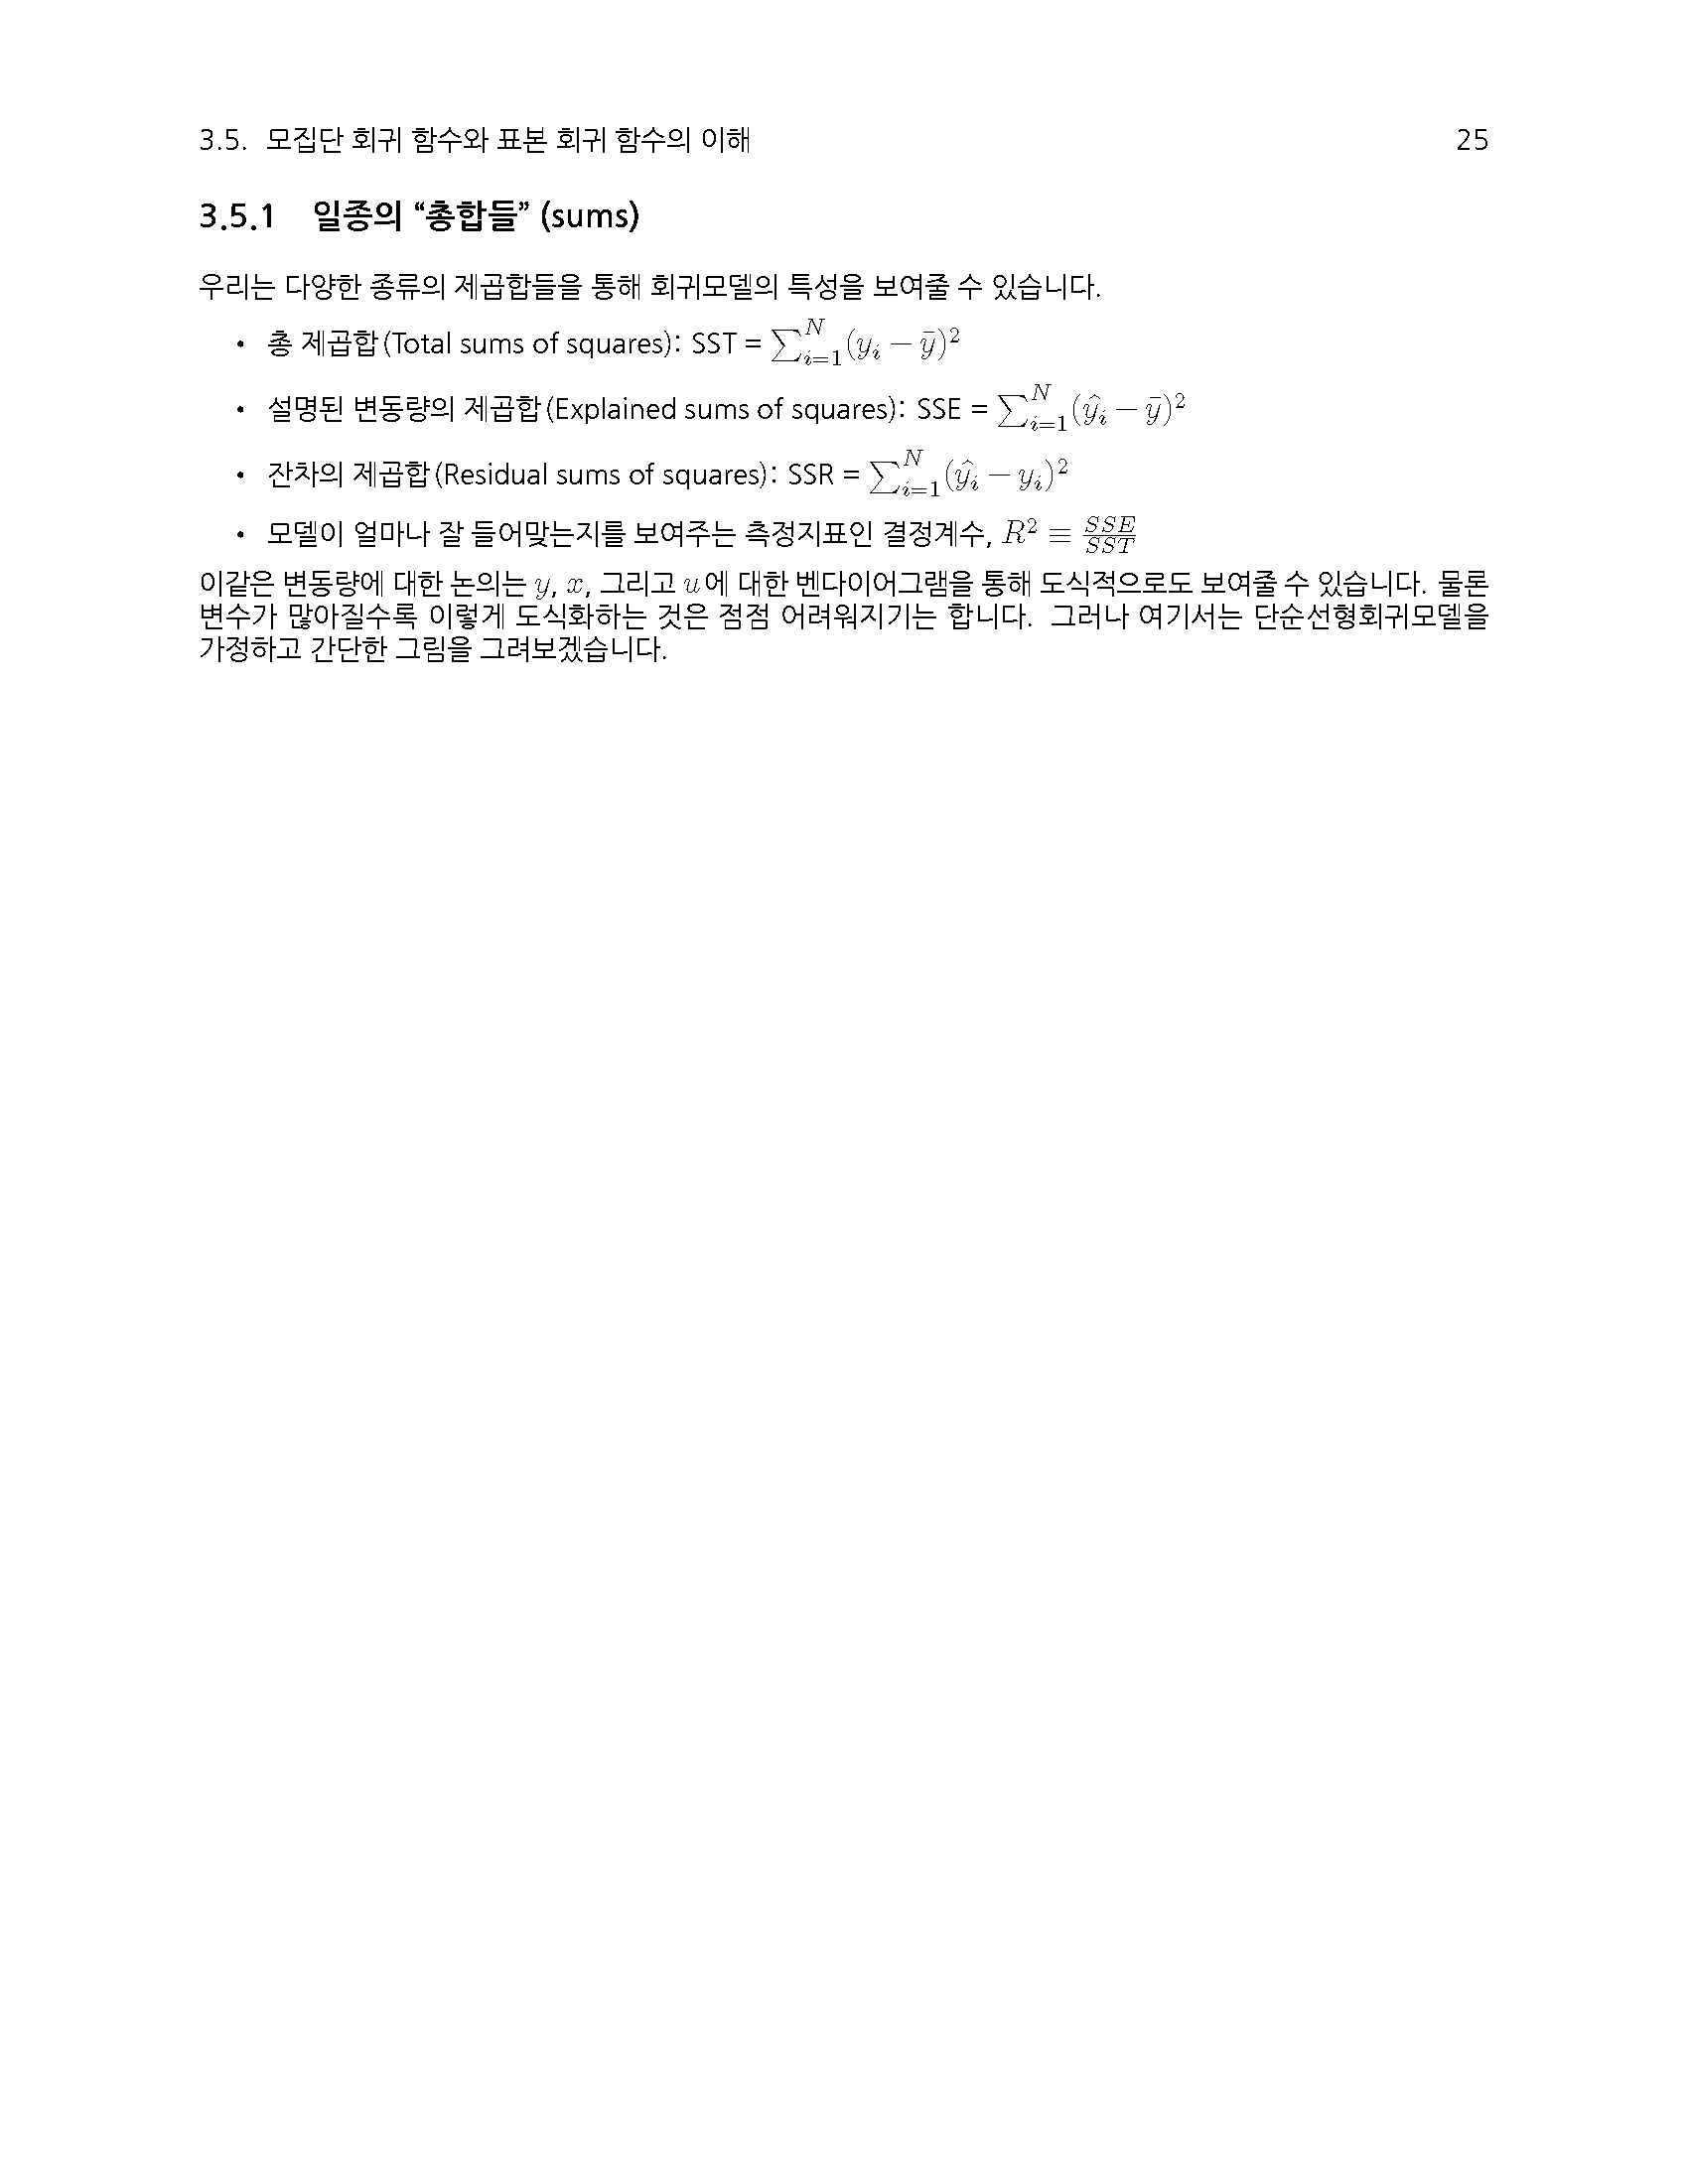 3.5. 모집단 회귀 함수와 표본 회귀 함수의 이해 25
3.5.1 일종의 “총합들” (sums)
우리는 다양한 종류의 제곱합들을 통해 회귀모델의 특성을 보여줄 수 있습니다.
• 총 제곱합(Total sums of squares): SST = $\sum_{i=1}^{N}(y_i - \bar{y})^2$
• 설명된 변동량의 제곱합(Explained sums of squares): SSE = $\sum_{i=1}^{N}(\hat{y_i} - \bar{y})^2$
• 잔차의 제곱합(Residual sums of squares): SSR = $\sum_{i=1}^{N}(\hat{y_i} - y_i)^2$
• 모델이 얼마나 잘 들어맞는지를 보여주는 측정지표인 결정계수, $R^2 \equiv \frac{SSE}{SST}$
이같은 변동량에 대한 논의는 $y$, $x$, 그리고 $u$에 대한 벤다이어그램을 통해 도식적으로도 보여줄 수 있습니다. 물론
변수가 많아질수록 이렇게 도식화하는 것은 점점 어려워지기는 합니다. 그러나 여기서는 단순선형회귀모델을
가정하고 간단한 그림을 그려보겠습니다.